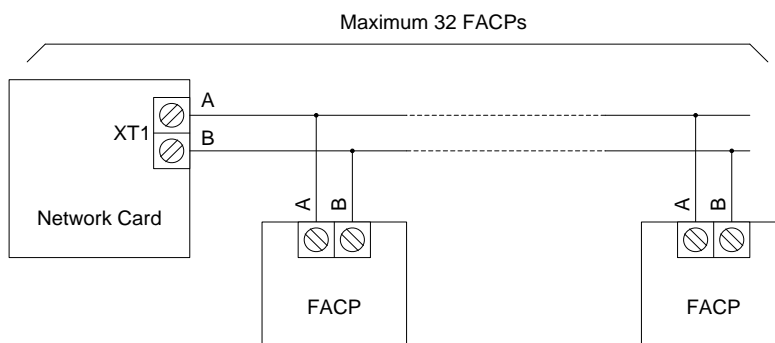 Maximum 32 FACPs
A
XT1
B
Network Card
A B
A B
FACP
FACP